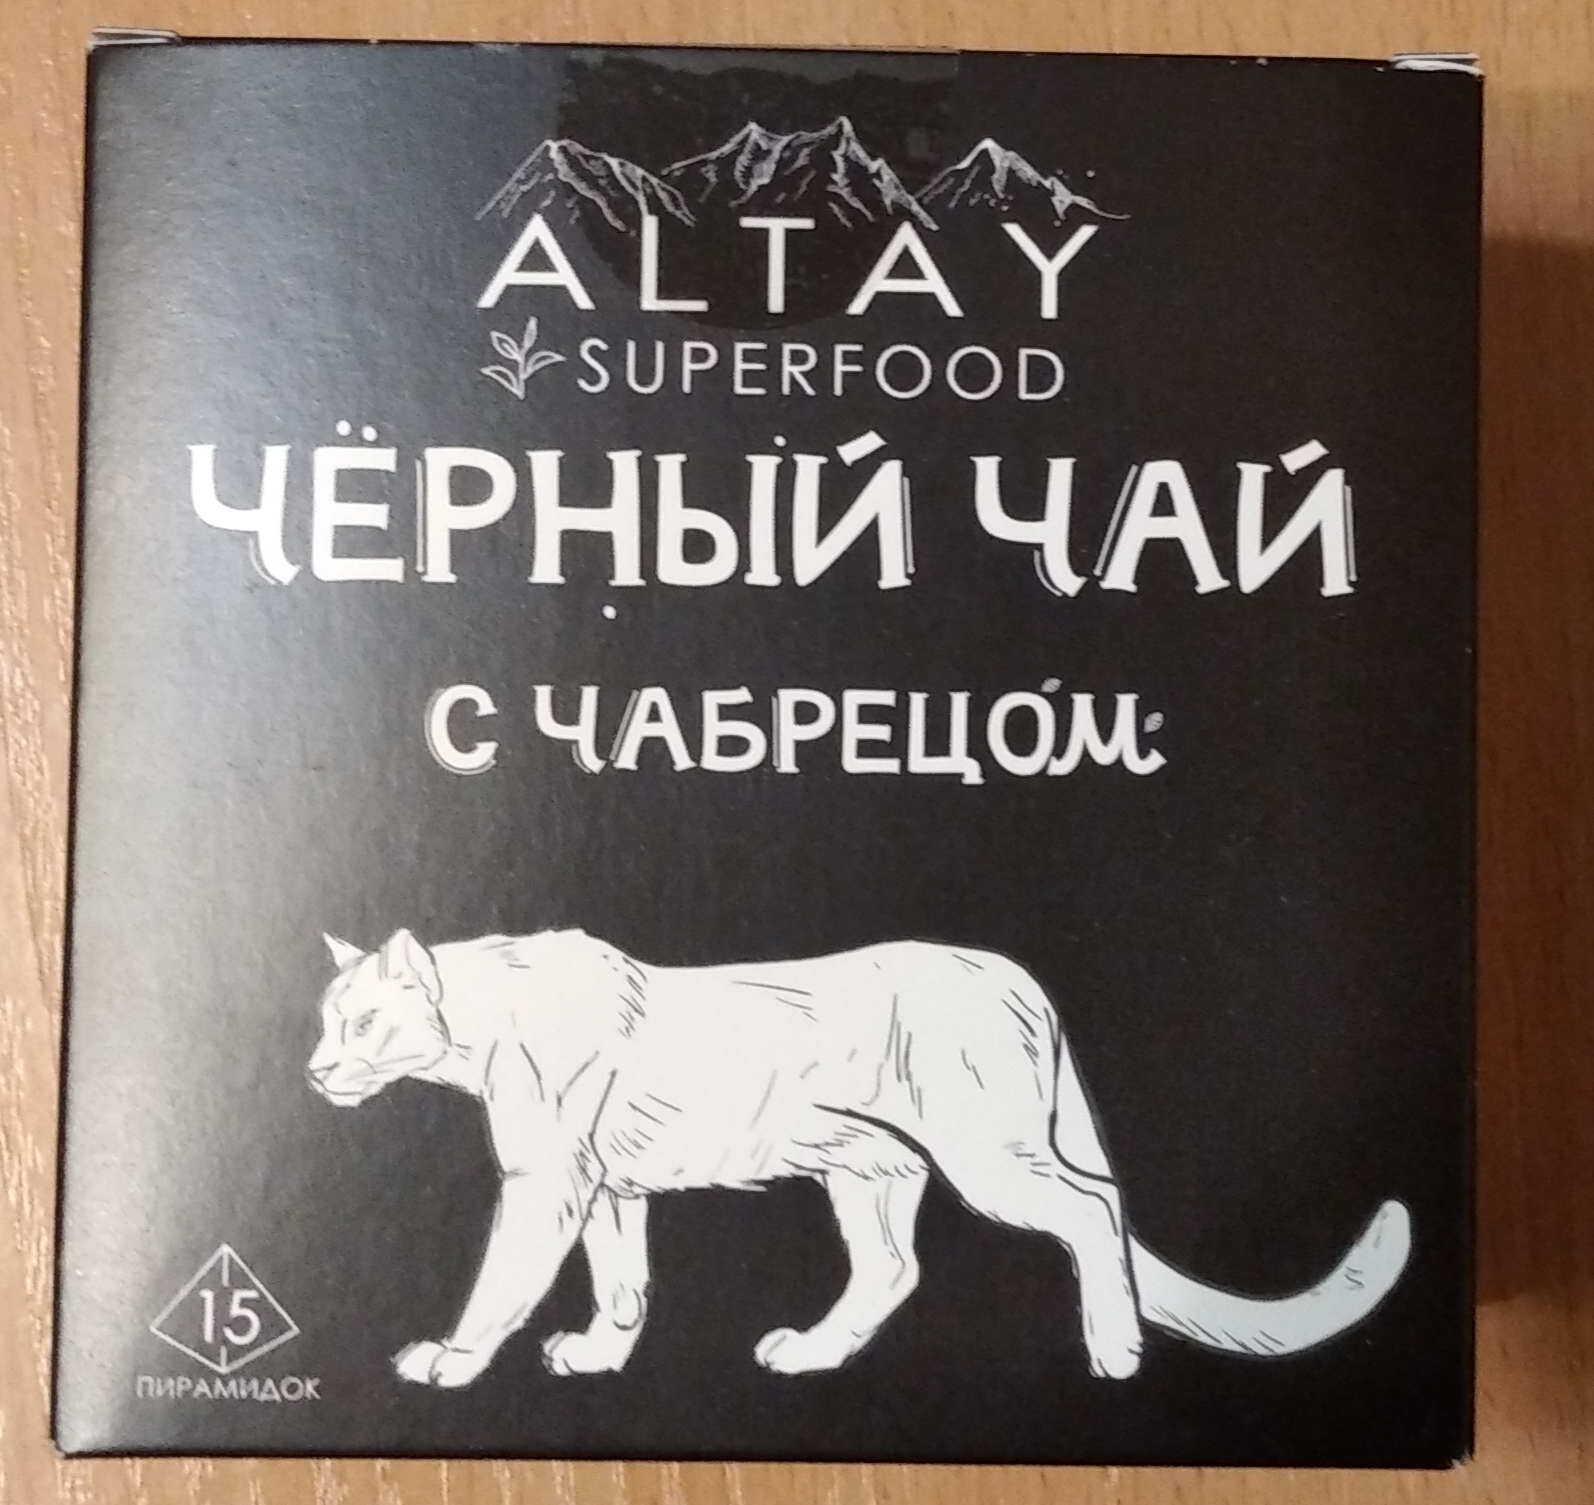 ALTAY
SUPERFOOD
ЧЁРНЫЙ ЧАЙ
С ЧАБРЕЦОМ
15
ПИРАМИДОК